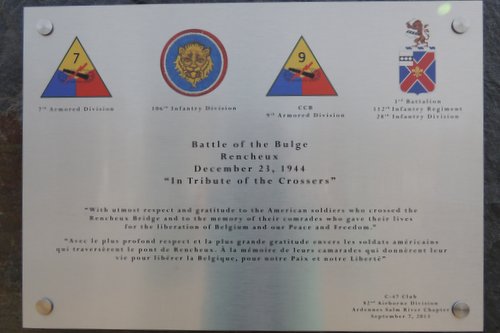 7
9
7th Armored Division
106th Infantry Division
CCB
9th Armored Division
1st Battalion
112th Infantry Regiment
28th Infantry Division
Battle of the Bulge
Rencheux
December 23, 1944
"In Tribute of the Crossers"
"With utmost respect and gratitude to the American soldiers who crossed the
Rencheux Bridge and to the memory of their comrades who gave their lives
for the liberation of Belgium and our Peace and Freedom."
"Avec le plus profond respect et la plus grande gratitude envers les soldats américains
qui traversèrent le pont de Rencheux. À la mémoire de leurs camarades qui donnèrent leur
vie pour libérer la Belgique, pour notre Paix et notre Liberté"
C-47 Club
82nd Airborne Division
Ardennes Salm River Chapter
September 7, 2013